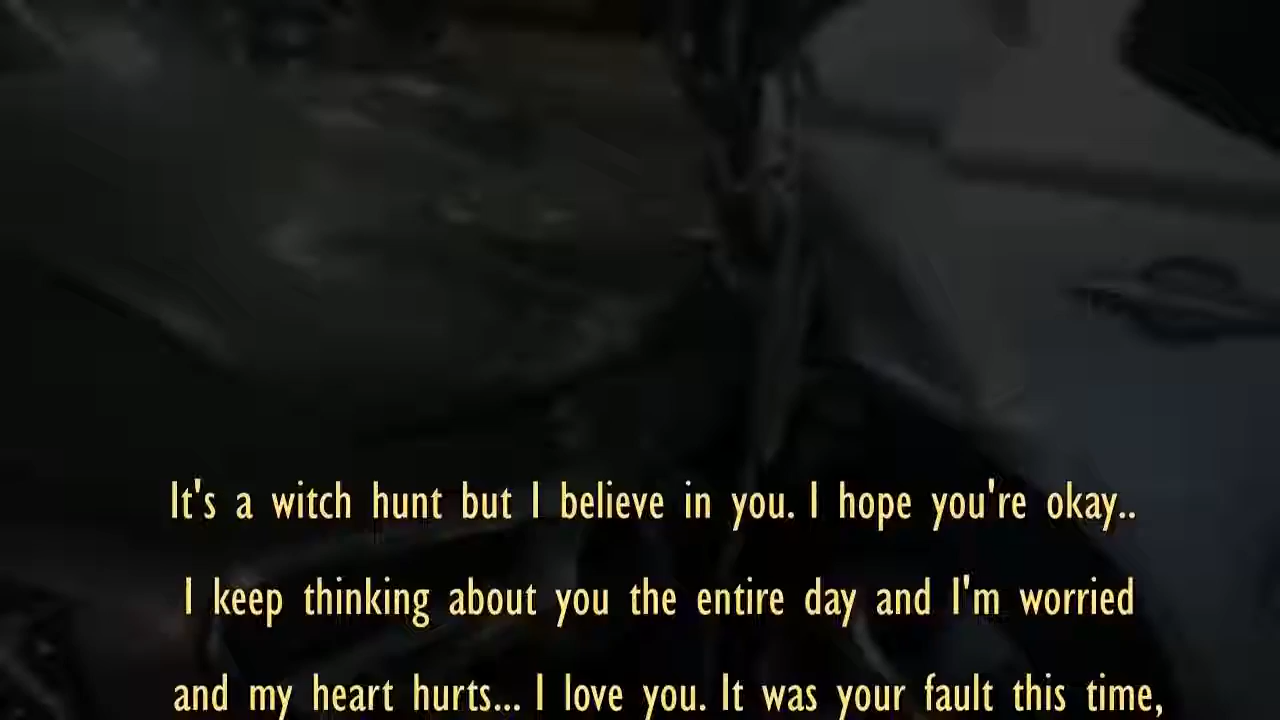 It's a witch hunt but I believe in you. I hope you're okay..
I keep thinking about you the entire day and I'm worried
and my heart hurts... I love you. It was your fault this time,